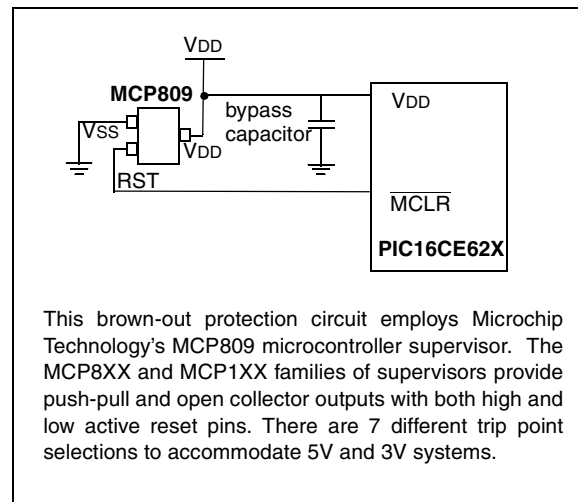 VDD
MCP809
VDD
bypass
capacitor
VSS
VDD
RST
MCLR
PIC16CE62X
This brown-out protection circuit employs Microchip
Technology's MCP809 microcontroller supervisor. The
MCP8XX and MCP1XX families of supervisors provide
push-pull and open collector outputs with both high and
low active reset pins. There are 7 different trip point
selections to accommodate 5V and 3V systems.